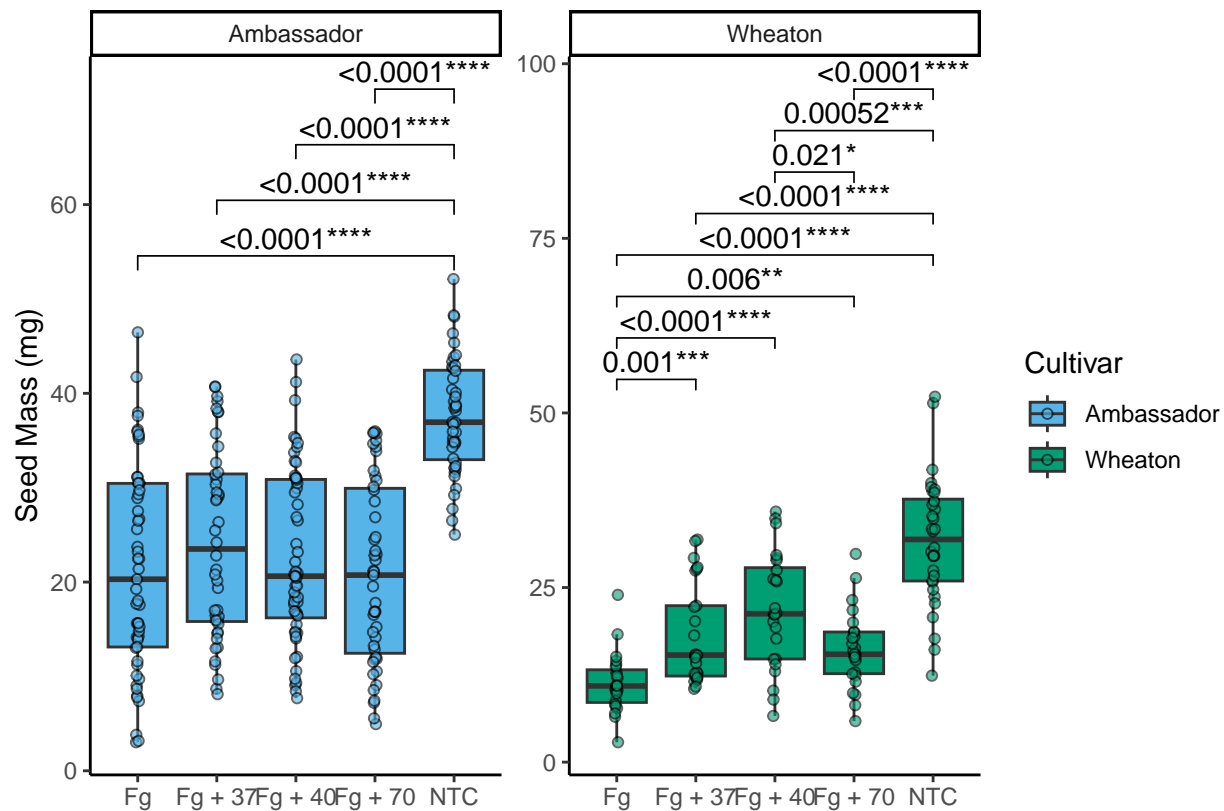 Ambassador
Wheaton
Seed Mass (mg)
0
20
40
60
<0.0001****
<0.0001****
<0.0001****
<0.0001****
Fg
Fg + 37
Fg + 40
Fg + 70
NTC
0
25
50
75
100
<0.0001****
0.00052***
0.021*
<0.0001****
<0.0001****
0.006**
<0.0001****
0.001***
Fg
Fg + 37
Fg + 40
Fg + 70
NTC
Cultivar
Ambassador
Wheaton